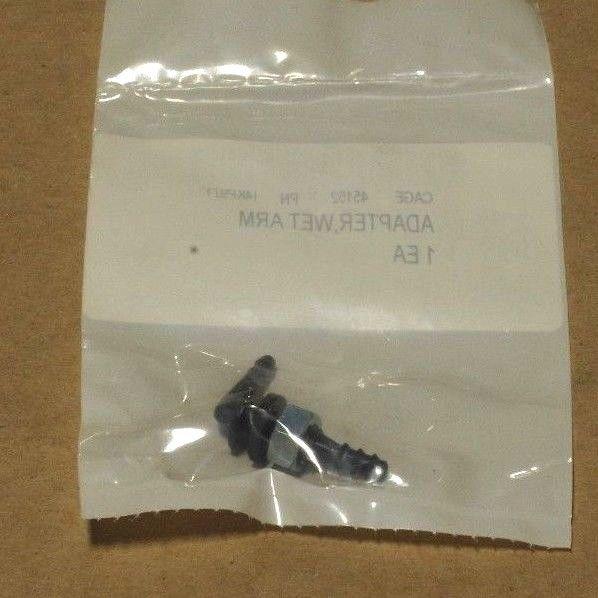 CAGE 45152 PN
ADAPTER,WET ARM
1 EA